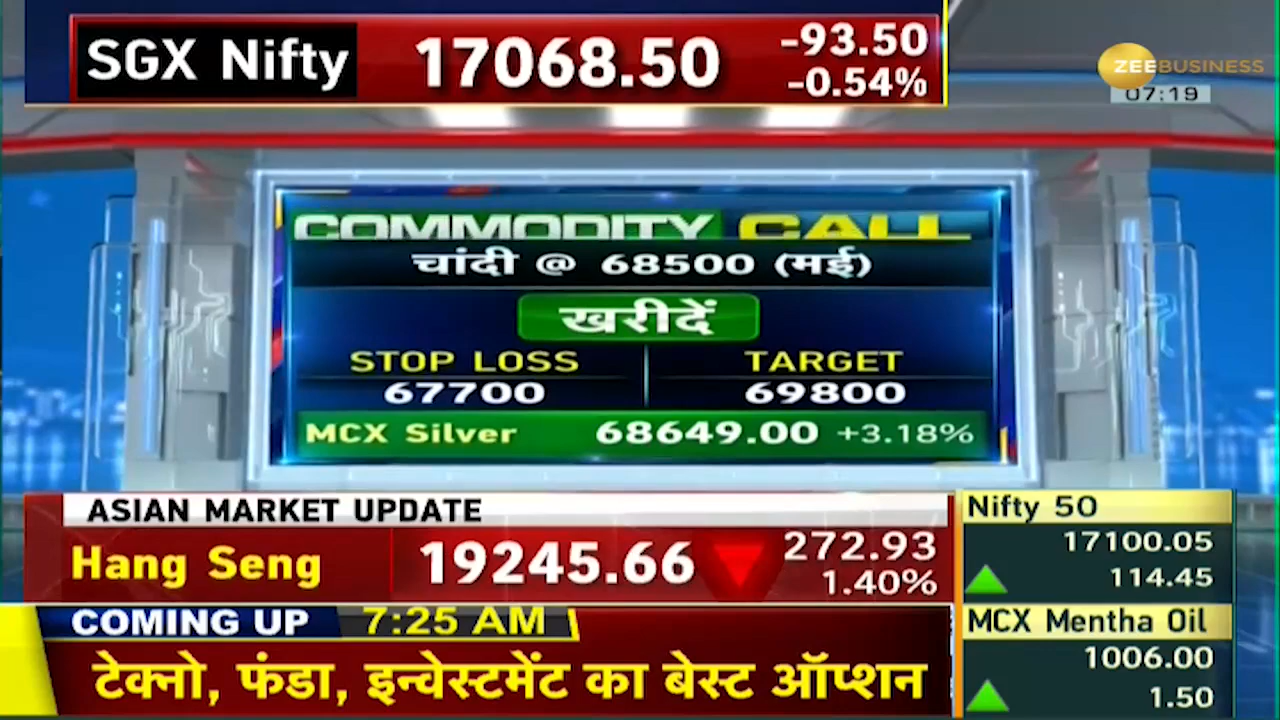 SGX Nifty 17068.50 -93.50
-0.54%
ZEEBUSINESS
07:19
COMMODITY CALL
चांदी @ 68500 (मई)
खरीदें
STOP LOSS TARGET
67700 69800
MCX Silver 68649.00 +3.18%
ASIAN MARKET UPDATE
Hang Seng 19245.66 272.93
1.40%
Nifty 50
17100.05
114.45
COMING UP 7:25 AM
टेक्नो, फंडा, इन्वेस्टमेंट का बेस्ट ऑप्शन
MCX Mentha Oil
1006.00
1.50